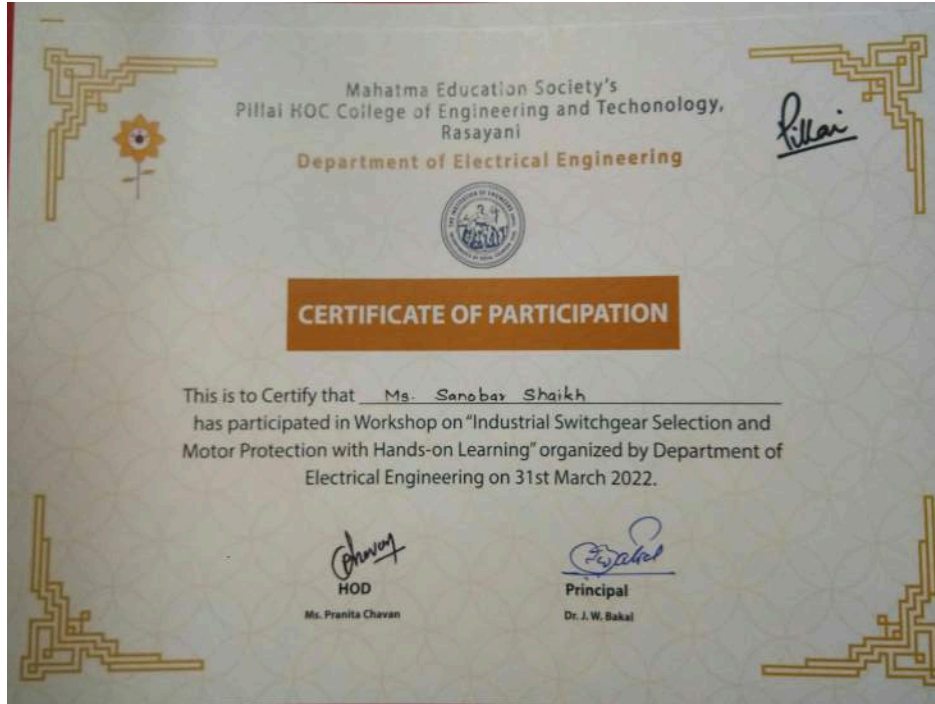 Mahatma Education Society's
Pillai HOC College of Engineering and Techonology,
Rasayani
Department of Electrical Engineering
Pillai
CERTIFICATE OF PARTICIPATION
This is to Certify that Ms. Sanobar Shaikh
has participated in Workshop on "Industrial Switchgear Selection and
Motor Protection with Hands-on Learning" organized by Department of
Electrical Engineering on 31st March 2022.
HOD
Ms. Pranita Chavan
Principal
Dr. J. W. Bakal